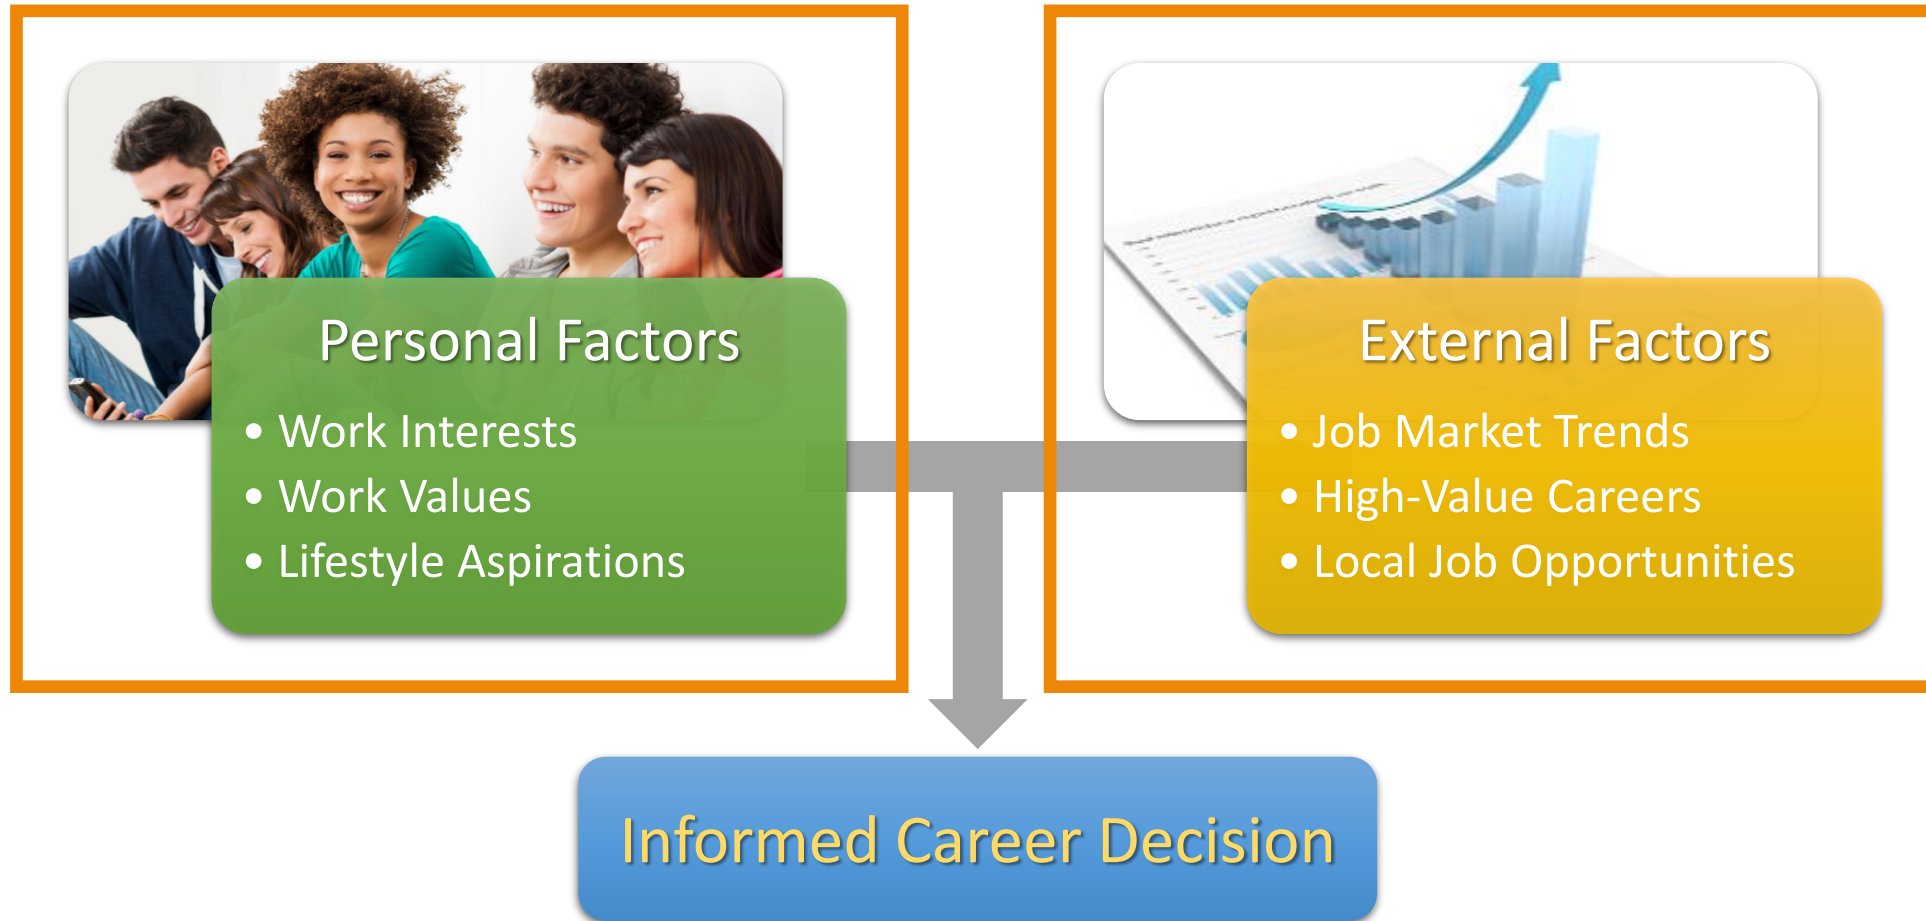 Personal Factors
• Work Interests
• Work Values
• Lifestyle Aspirations
External Factors
• Job Market Trends
• High-Value Careers
• Local Job Opportunities
Informed Career Decision